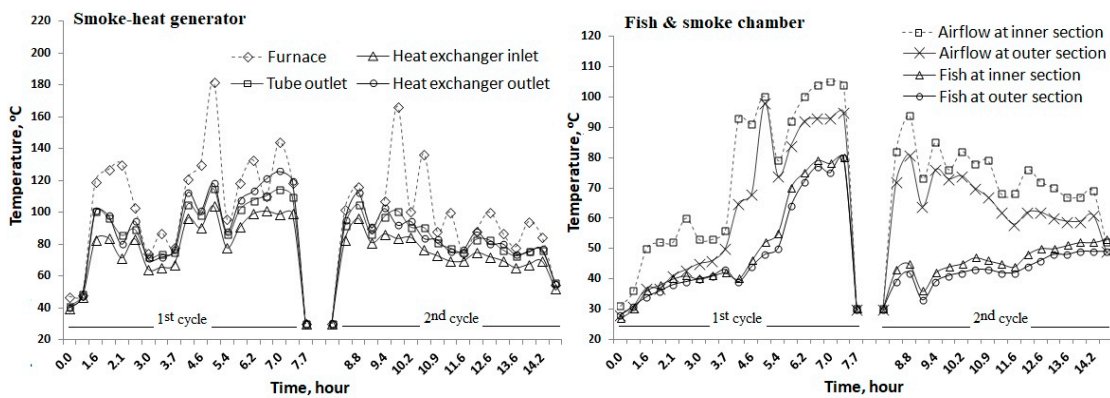 Smoke-heat generator
Furnace
Heat exchanger inlet
Tube outlet
Heat exchanger outlet
Temperature, ºC
220
200
180
160
140
120
100
80
60
40
20
1st cycle
2nd cycle
0.0 1.6 2.1 3.0 3.7 4.6 5.4 7.0 7.7 8.8 9.4 10.2 10.9 11.6 12.6 13.2 14.2
Time, hour
Fish & smoke chamber
Airflow at inner section
Airflow at outer section
Fish at inner section
Fish at outer section
Temperature, ºC
120
110
100
90
80
70
60
50
40
30
20
1st cycle
2nd cycle
0.0 1.6 2.1 3.0 3.7 4.6 5.4 6.2 7.0 7.7 8.8 9.4 10.2 10.9 11.6 12.6 13.2 14.2
Time, hour